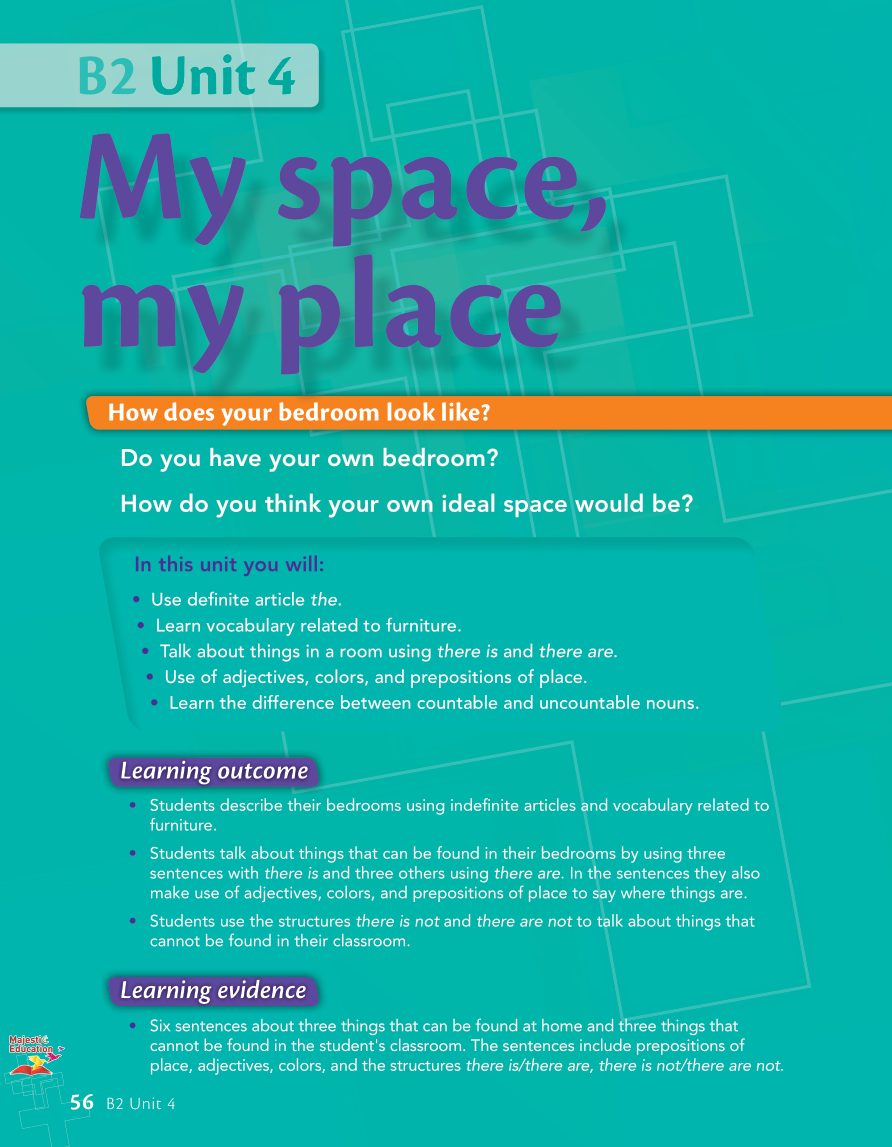 B2 Unit 4
My space,
my place
How does your bedroom look like?
Do you have your own bedroom?
How do you think your own ideal space would be?
In this unit you will:
• Use definite article the.
• Learn vocabulary related to furniture.
• Talk about things in a room using there is and there are.
• Use of adjectives, colors, and prepositions of place.
• Learn the difference between countable and uncountable nouns.
Learning outcome
• Students describe their bedrooms using indefinite articles and vocabulary related to
furniture.
• Students talk about things that can be found in their bedrooms by using three
sentences with there is and three others using there are. In the sentences they also
make use of adjectives, colors, and prepositions of place to say where things are.
• Students use the structures there is not and there are not to talk about things that
cannot be found in their classroom.
Learning evidence
• Six sentences about three things that can be found at home and three things that
cannot be found in the student's classroom. The sentences include prepositions of
place, adjectives, colors, and the structures there is/there are, there is not/there are not.
Majestic
Education
56 B2 Unit 4